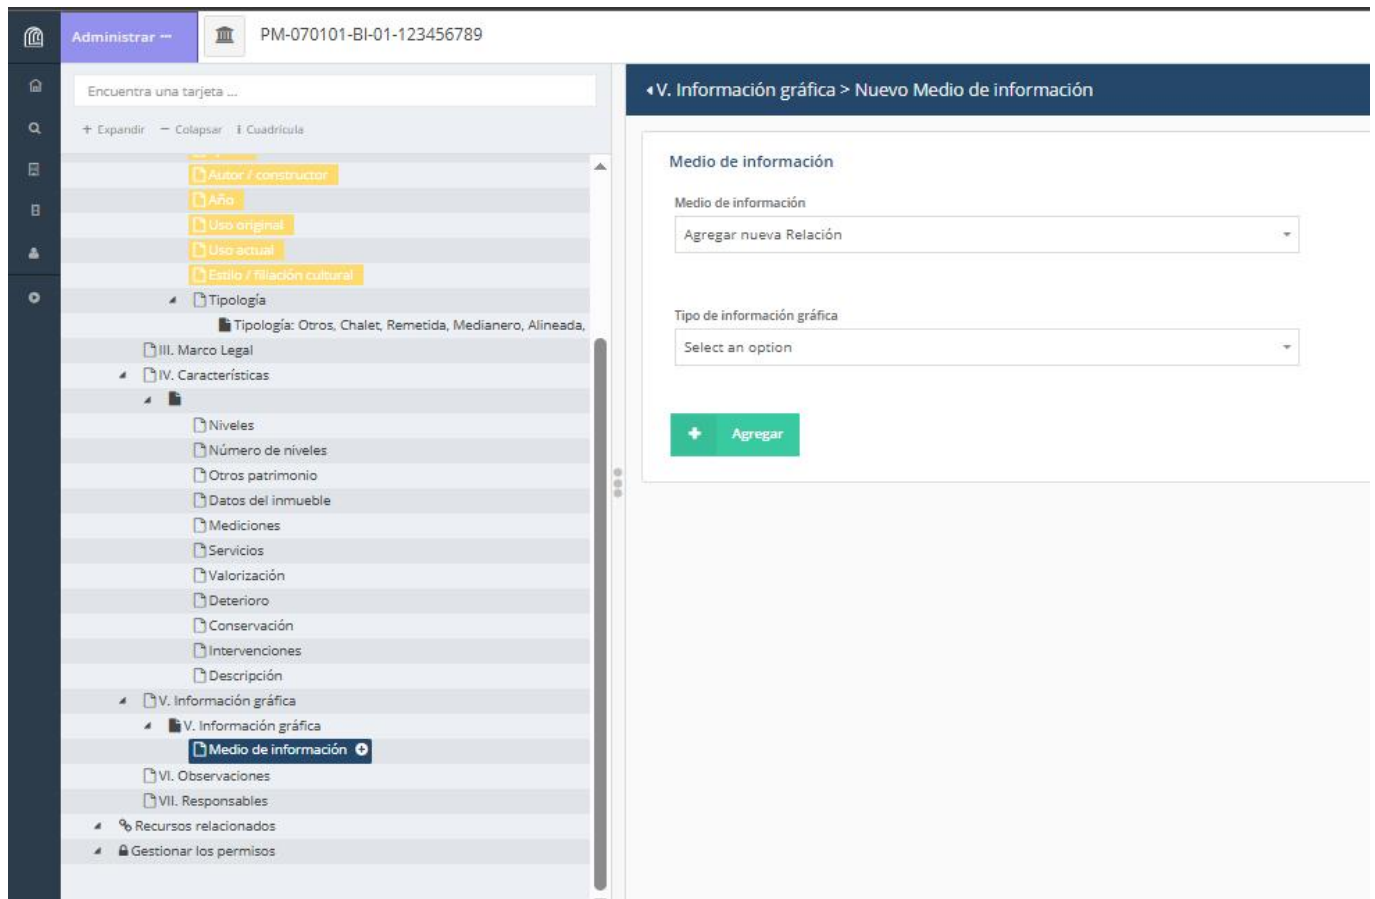 Administrar
PM-070101-BI-01-123456789
Encuentra una tarjeta ...
+ Expandir − Colapsar i Cuadrícula
Autor / constructor
Año
Uso original
Uso actual
Estilo / filiación cultural
Tipología
Tipología: Otros, Chalet, Remetida, Medianero, Alineada,
III. Marco Legal
IV. Características
Niveles
Número de niveles
Otros patrimonio
Datos del inmueble
Mediciones
Servicios
Valorización
Deterioro
Conservación
Intervenciones
Descripción
V. Información gráfica
V. Información gráfica
Medio de información
VI. Observaciones
VII. Responsables
Recursos relacionados
Gestionar los permisos
V. Información gráfica > Nuevo Medio de información
Medio de información
Medio de información
Agregar nueva Relación
Tipo de información gráfica
Select an option
+ Agregar